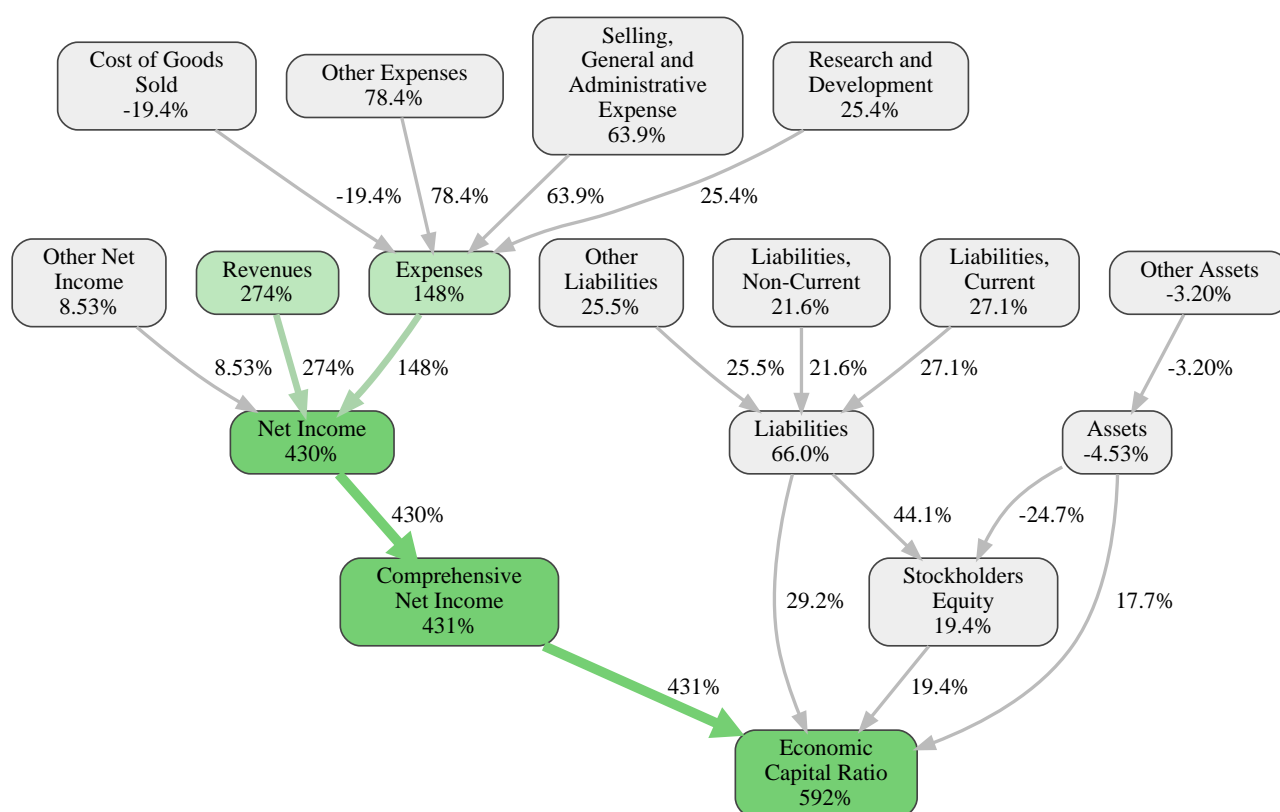 Cost of Goods
Sold
-19.4%
Other Expenses
78.4%
Selling,
General and
Administrative
Expense
63.9%
Research and
Development
25.4%
-19.4%
78.4%
63.9%
25.4%
Other Net
Income
8.53%
Revenues
274%
Expenses
148%
Other
Liabilities
25.5%
Liabilities,
Non-Current
21.6%
Liabilities,
Current
27.1%
Other Assets
-3.20%
8.53%
274%
148%
25.5%
21.6%
27.1%
-3.20%
Net Income
430%
Liabilities
66.0%
Assets
-4.53%
430%
44.1%
-24.7%
Comprehensive
Net Income
431%
29.2%
Stockholders
Equity
19.4%
17.7%
431%
19.4%
Economic
Capital Ratio
592%